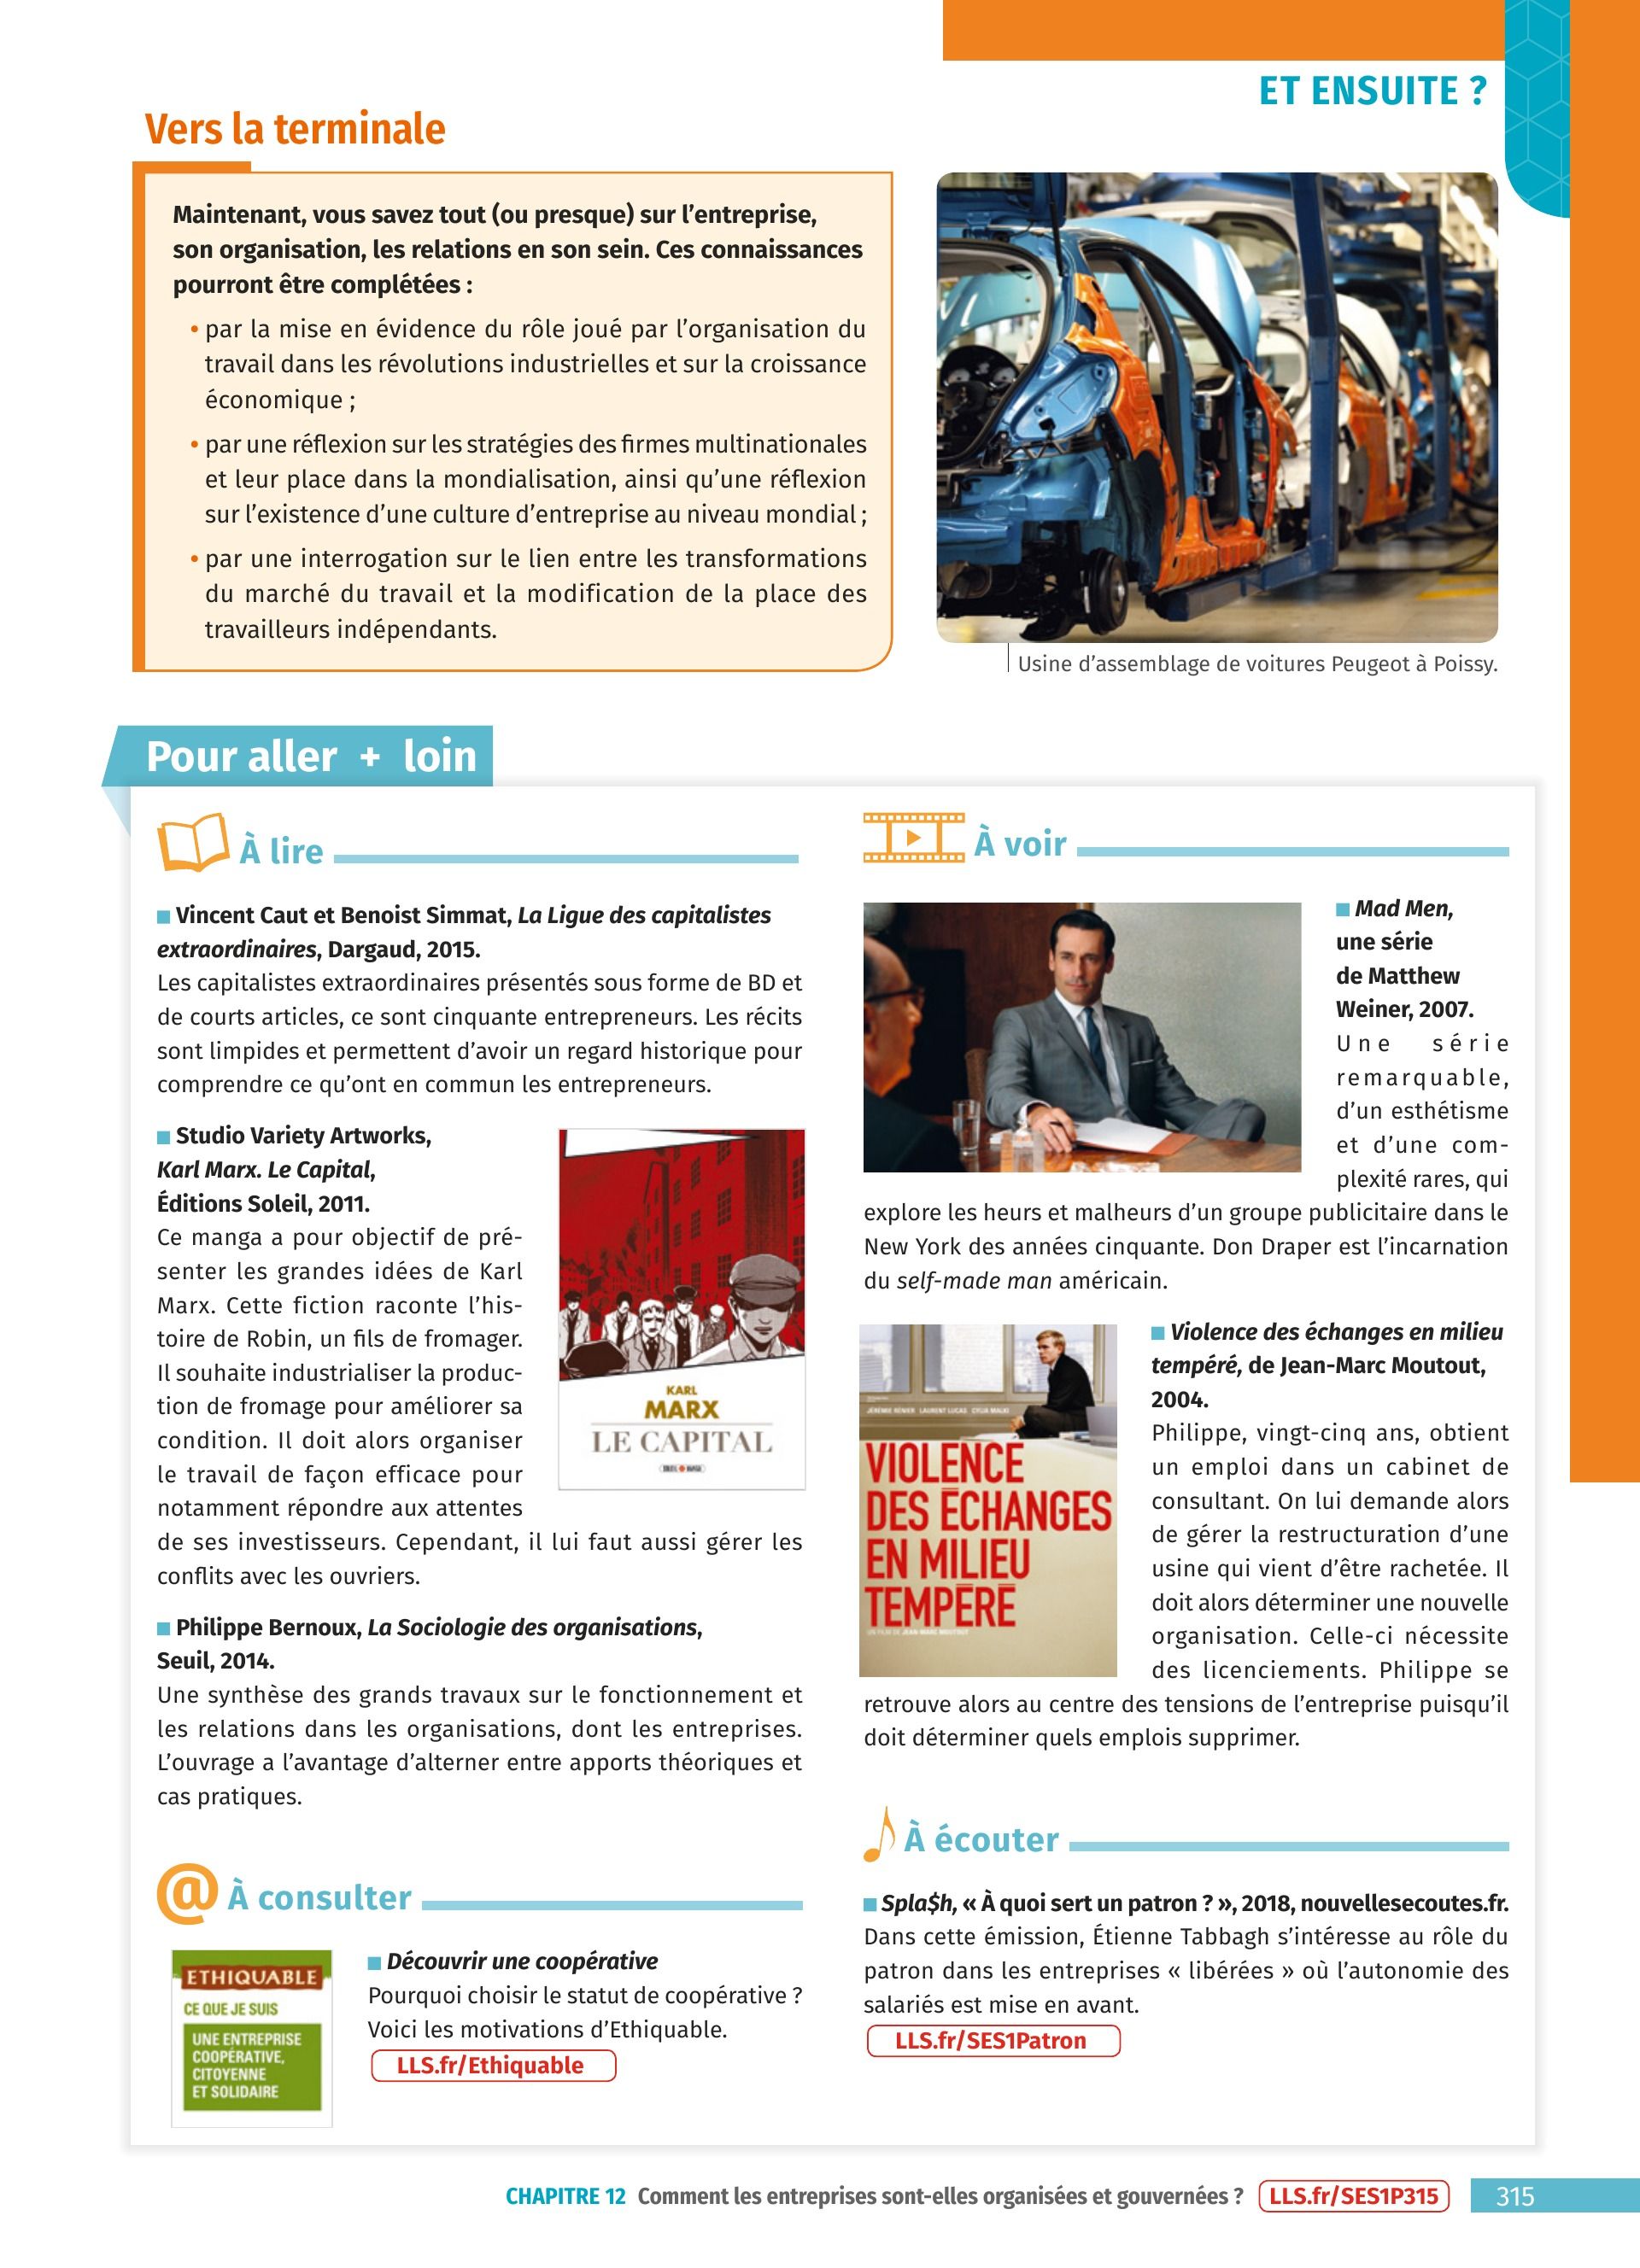 ET ENSUITE ?
Vers la terminale
Maintenant, vous savez tout (ou presque) sur l’entreprise,
son organisation, les relations en son sein. Ces connaissances
pourront être complétées :
• par la mise en évidence du rôle joué par l’organisation du
travail dans les révolutions industrielles et sur la croissance
économique ;
• par une réflexion sur les stratégies des firmes multinationales
et leur place dans la mondialisation, ainsi qu’une réflexion
sur l’existence d’une culture d’entreprise au niveau mondial ;
• par une interrogation sur le lien entre les transformations
du marché du travail et la modification de la place des
travailleurs indépendants.
Usine d’assemblage de voitures Peugeot à Poissy.
Pour aller + loin
À lire
■ Vincent Caut et Benoist Simmat, La Ligue des capitalistes
extraordinaires, Dargaud, 2015.
Les capitalistes extraordinaires présentés sous forme de BD et
de courts articles, ce sont cinquante entrepreneurs. Les récits
sont limpides et permettent d’avoir un regard historique pour
comprendre ce qu’ont en commun les entrepreneurs.
■ Studio Variety Artworks,
Karl Marx. Le Capital,
Éditions Soleil, 2011.
Ce manga a pour objectif de pré-
senter les grandes idées de Karl
Marx. Cette fiction raconte l’his-
toire de Robin, un fils de fromager.
Il souhaite industrialiser la produc-
tion de fromage pour améliorer sa
condition. Il doit alors organiser
le travail de façon efficace pour
notamment répondre aux attentes
de ses investisseurs. Cependant, il lui faut aussi gérer les
conflits avec les ouvriers.
KARL
MARX
LE CAPITAL
■ Philippe Bernoux, La Sociologie des organisations,
Seuil, 2014.
Une synthèse des grands travaux sur le fonctionnement et
les relations dans les organisations, dont les entreprises.
L’ouvrage a l’avantage d’alterner entre apports théoriques et
cas pratiques.
@ À consulter
ETHIQUABLE
CE QUE JE SUIS
UNE ENTREPRISE
COOPÉRATIVE,
CITOYENNE
ET SOLIDAIRE
■ Découvrir une coopérative
Pourquoi choisir le statut de coopérative ?
Voici les motivations d’Ethiquable.
LLS.fr/Ethiquable
À voir
■ Mad Men,
une série
de Matthew
Weiner, 2007.
Une série
remarquable,
d’un esthétisme
et d’une com-
plexité rares, qui
explore les heurs et malheurs d’un groupe publicitaire dans le
New York des années cinquante. Don Draper est l’incarnation
du self-made man américain.
JÉRÉMIE RENIER LAURENT LUCAS CYLIA MALKI
VIOLENCE
DES ÉCHANGES
EN MILIEU
TEMPÉRÉ
UN FILM DE JEAN-MARC MOUTOUT
■ Violence des échanges en milieu
tempéré, de Jean-Marc Moutout,
2004.
Philippe, vingt-cinq ans, obtient
un emploi dans un cabinet de
consultant. On lui demande alors
de gérer la restructuration d’une
usine qui vient d’être rachetée. Il
doit alors déterminer une nouvelle
organisation. Celle-ci nécessite
des licenciements. Philippe se
retrouve alors au centre des tensions de l’entreprise puisqu’il
doit déterminer quels emplois supprimer.
À écouter
■ Spla$h, « À quoi sert un patron ? », 2018, nouvellesecoutes.fr.
Dans cette émission, Étienne Tabbagh s’intéresse au rôle du
patron dans les entreprises « libérées » où l’autonomie des
salariés est mise en avant.
LLS.fr/SES1Patron
CHAPITRE 12 Comment les entreprises sont-elles organisées et gouvernées ? LLS.fr/SES1P315 315